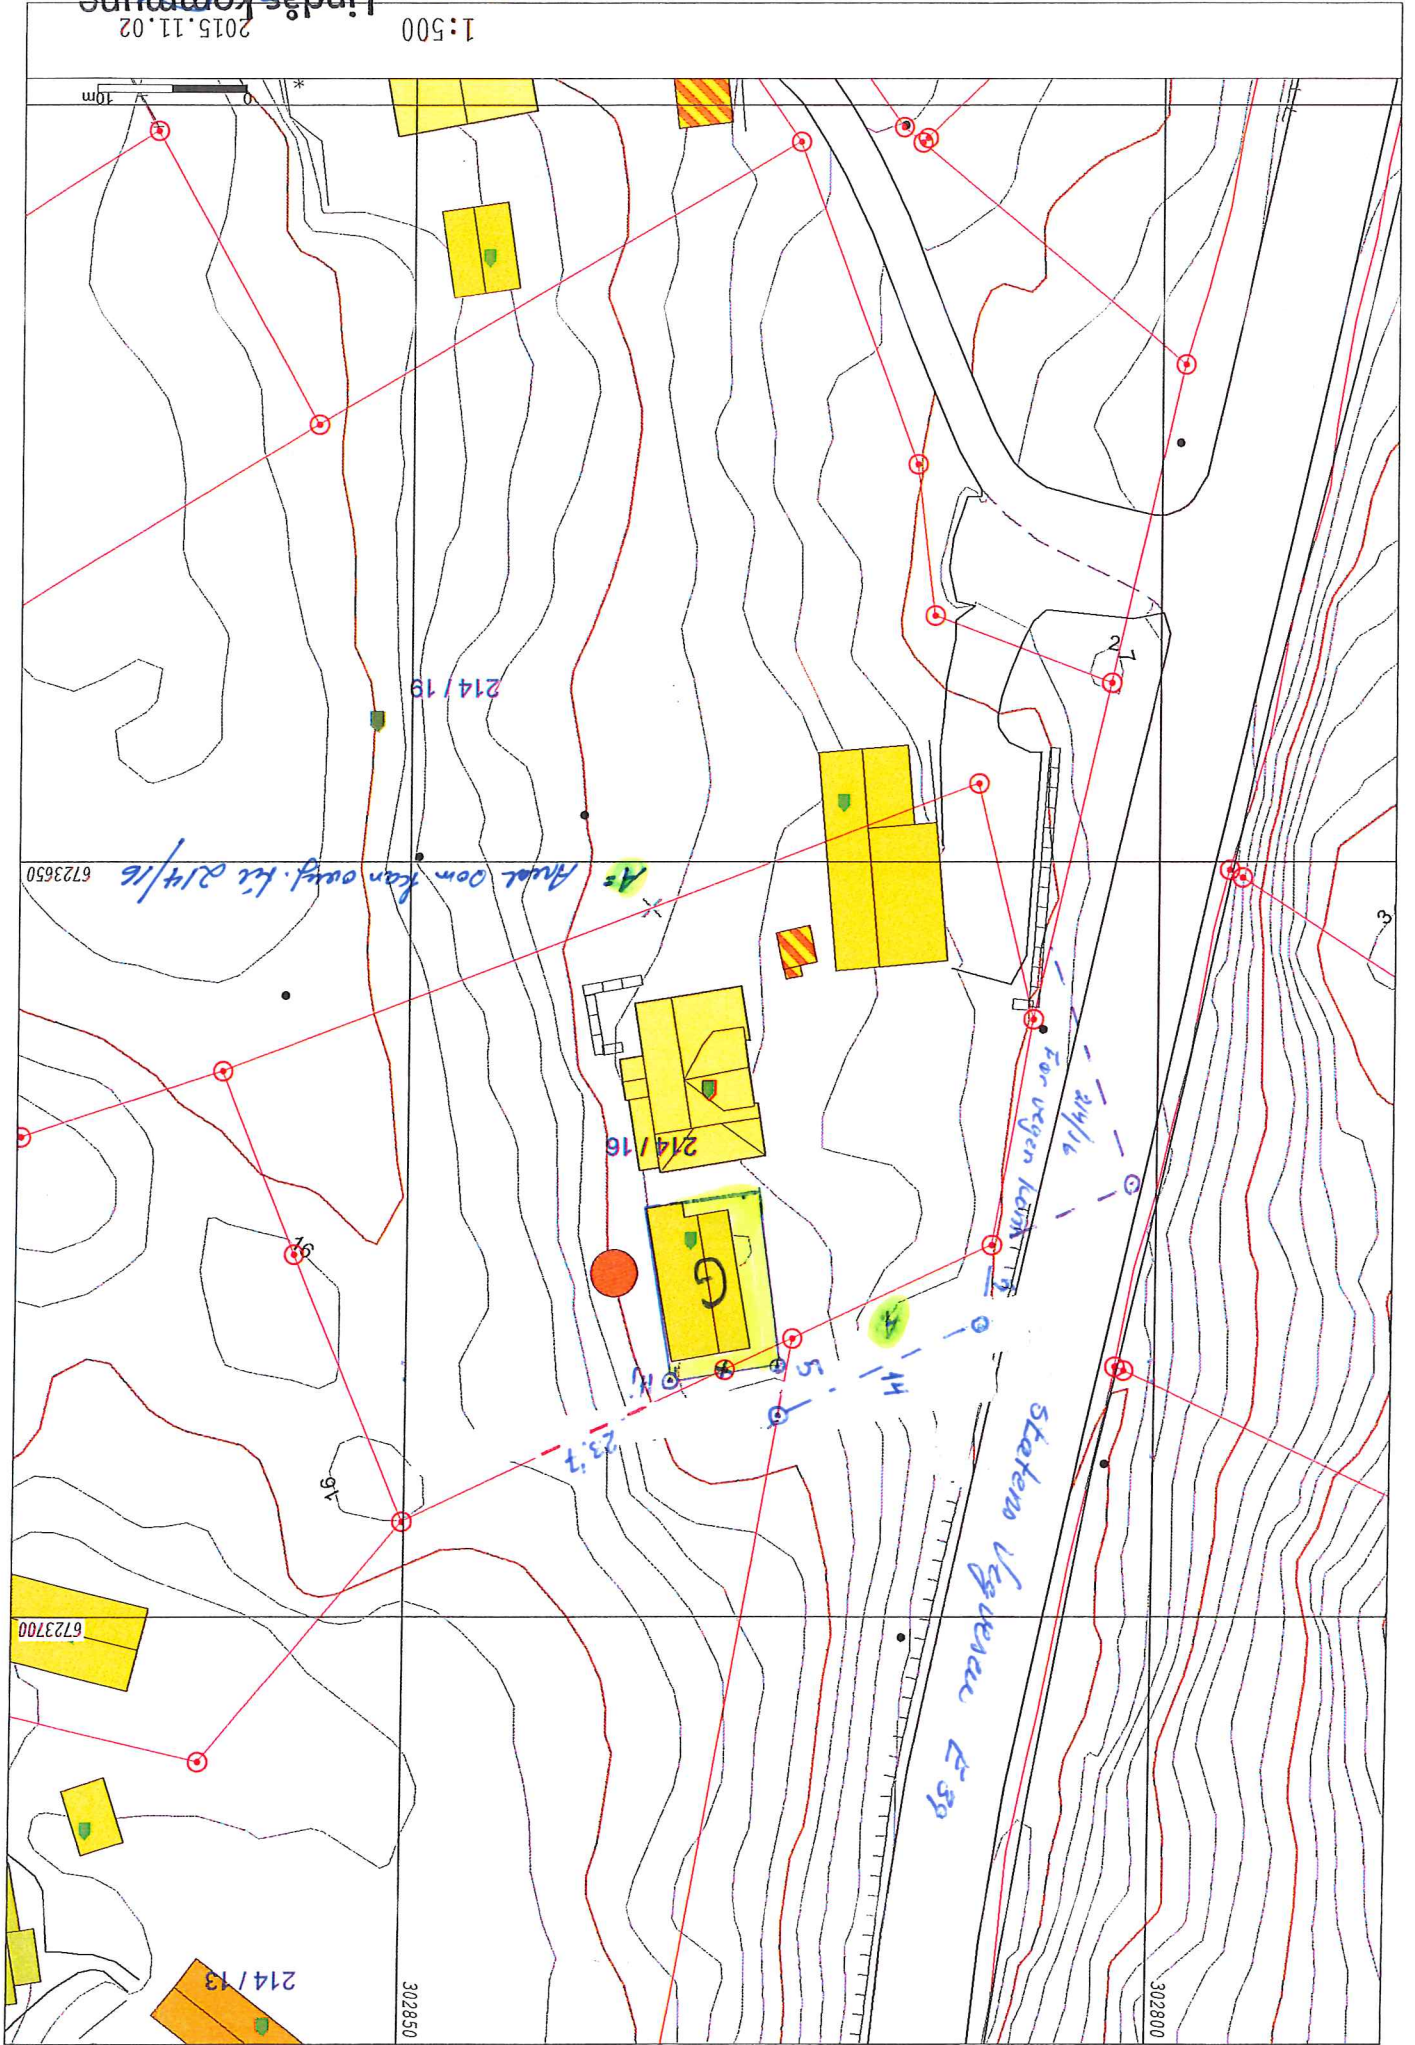 Lindås kommune
2015.11.02
1:500
10m
0
214 / 19
27
6723650
A =
Areal som kan overf. til 214/16
3
For vegen kom
214/16
214 / 16
16
G
A
2
5
14
23.7
16
Statens Vegvesen E 39
6723700
214 / 13
302850
302800